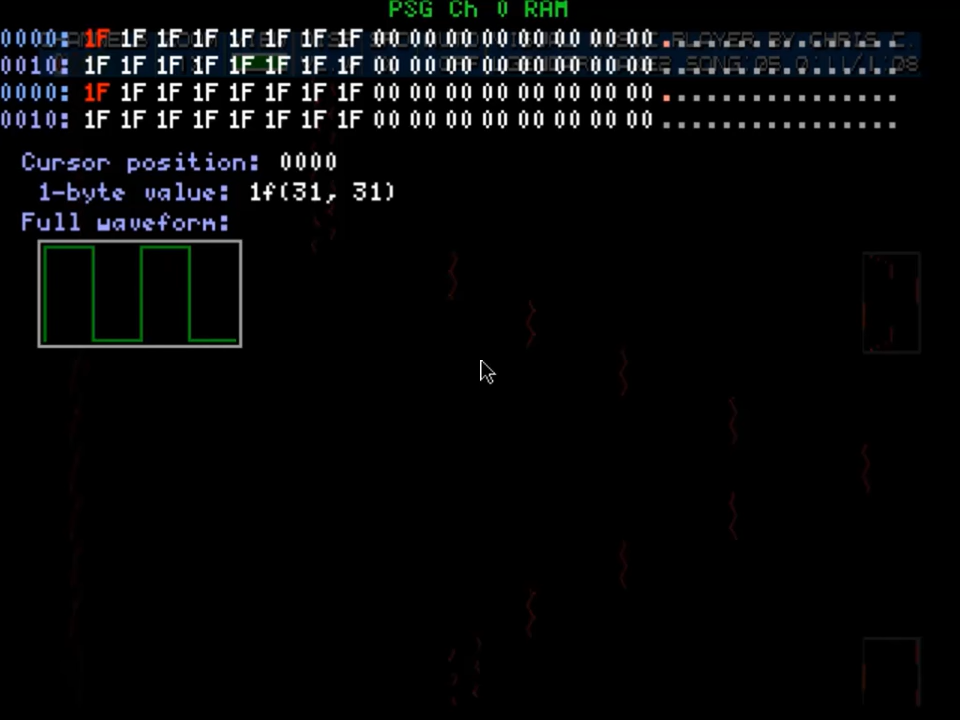 PSG Ch 0 RAM
0000: 1F 1F 1F 1F 1F 1F 1F 1F 00 00 00 00 00 00 00 00 ................
0010: 1F 1F 1F 1F 1F 1F 1F 1F 00 00 00 00 00 00 00 00 ................
0000: 1F 1F 1F 1F 1F 1F 1F 1F 00 00 00 00 00 00 00 00 ................
0010: 1F 1F 1F 1F 1F 1F 1F 1F 00 00 00 00 00 00 00 00 ................
Cursor position: 0000
1-byte value: 1f(31, 31)
Full waveform: